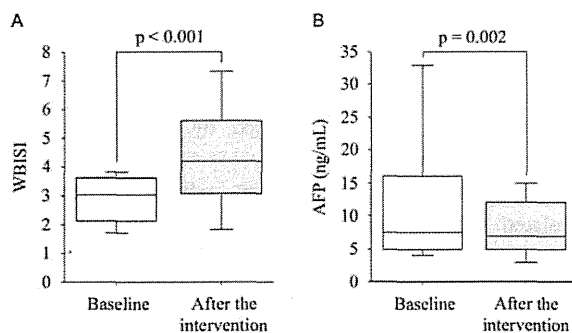 A
p < 0.001
8
7
6
5
4
3
2
1
0
WBISI
Baseline
After the
intervention
B
p = 0.002
35
30
25
20
15
10
5
0
AFP (ng/mL)
Baseline
After the
intervention